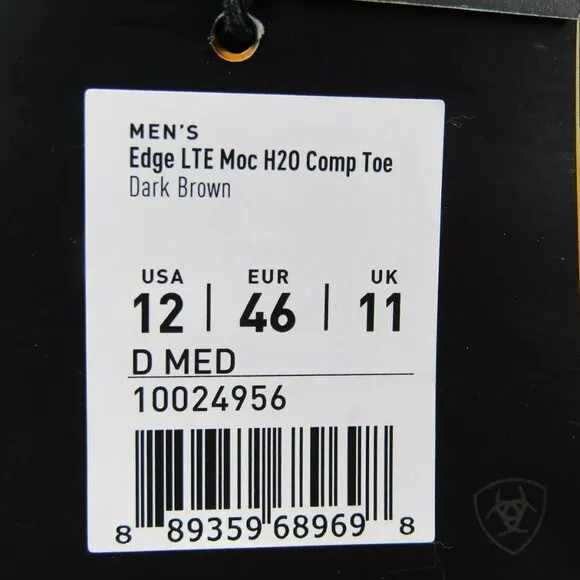 MEN'S
Edge LTE Moc H20 Comp Toe
Dark Brown
USA EUR UK
12 | 46 | 11
D MED
10024956
8 89359 68969 8